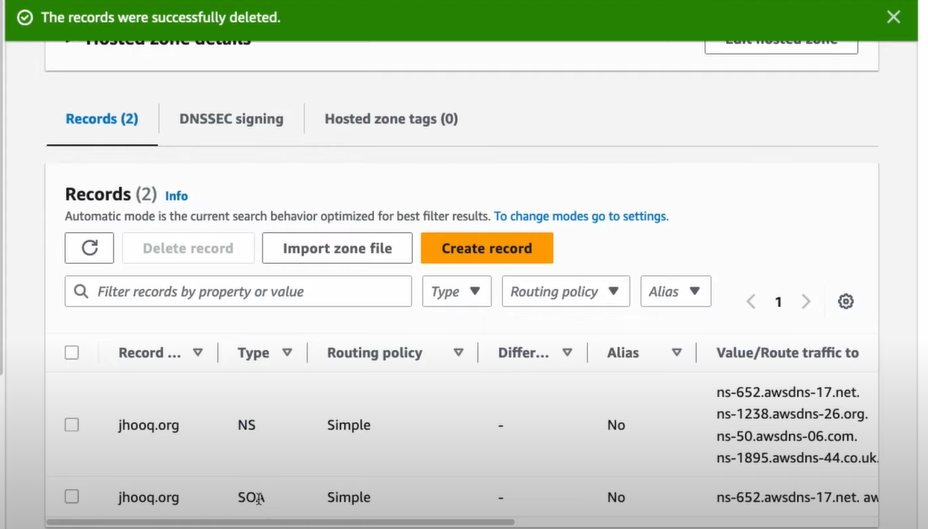 The records were successfully deleted.
Hosted zone details
Edit hosted zone
Records (2)
DNSSEC signing
Hosted zone tags (0)
Records (2) Info
Automatic mode is the current search behavior optimized for best filter results. To change modes go to settings.
Delete record
Import zone file
Create record
Filter records by property or value
Type
Routing policy
Alias
1
Record ...
Type
Routing policy
Differ...
Alias
Value/Route traffic to
jhooq.org
NS
Simple
-
No
ns-652.awsdns-17.net.
ns-1238.awsdns-26.org.
ns-50.awsdns-06.com.
ns-1895.awsdns-44.co.uk.
jhooq.org
SOA
Simple
-
No
ns-652.awsdns-17.net. aw